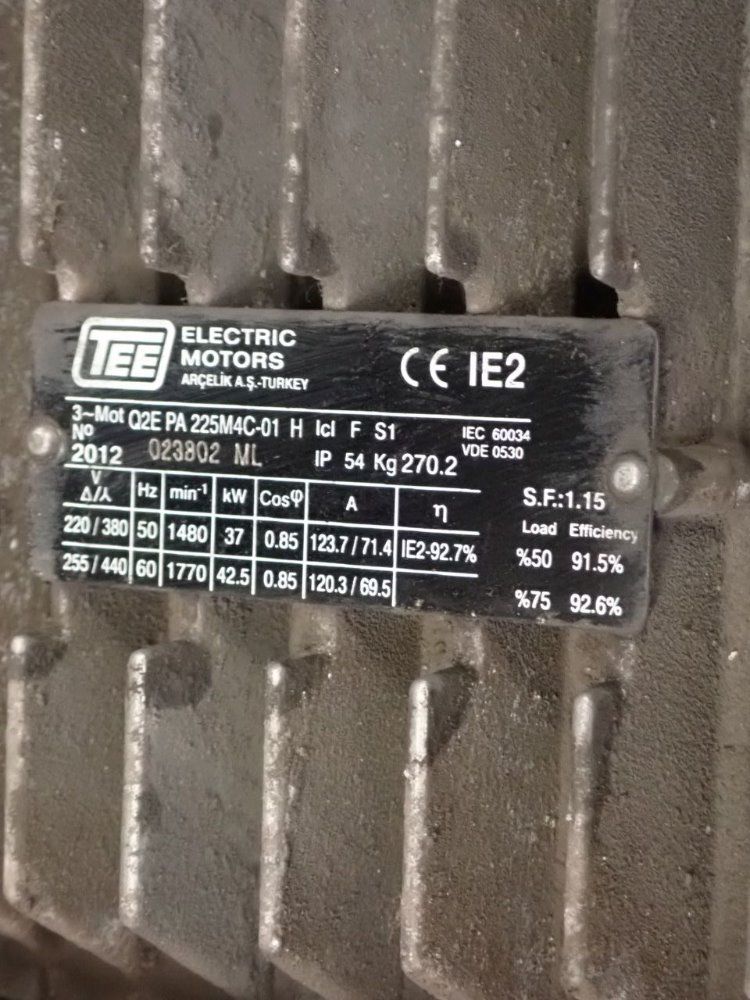 TEE
ELECTRIC
MOTORS
ARÇELİK A.Ş.-TURKEY
CE IE2
3~Mot Q2E PA 225M4C-01 H Icl F S1 IEC 60034
No 2012 023802 ML IP 54 Kg 270.2 VDE 0530
V Δ/⅄ Hz min⁻¹ kW Cosφ A η
220 / 380 50 1480 37 0.85 123.7 / 71.4 IE2-92.7%
255 / 440 60 1770 42.5 0.85 120.3 / 69.5
S.F.:1.15
Load Efficiency
%50 91.5%
%75 92.6%